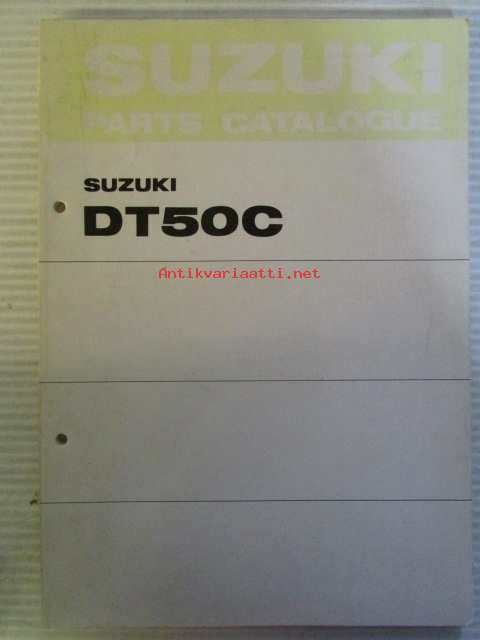 SUZUKI
PARTS CATALOGUE
SUZUKI
DT50C
Antikvariaatti.net